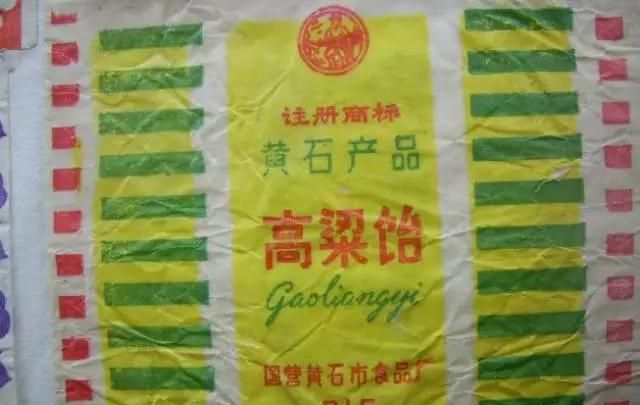 注册商标
黄石产品
高粱饴
Gaoliangyi
国营黄石市食品厂